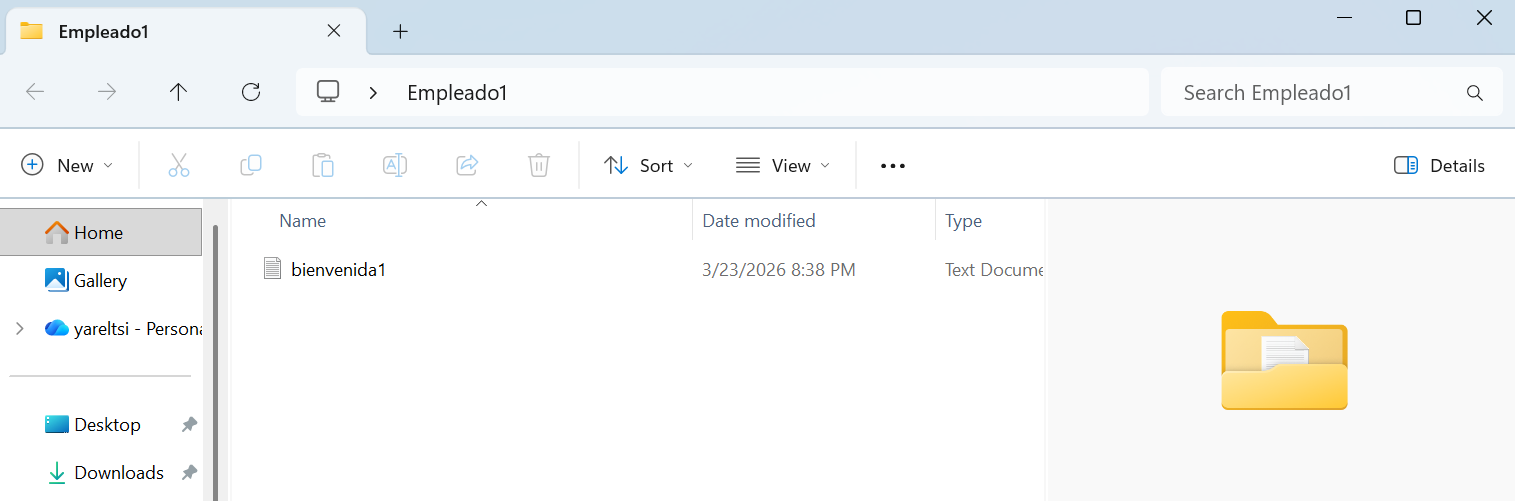 Empleado1
Empleado1
Search Empleado1
New
Sort
View
Details
Home
Gallery
yareltsi - Persona
Desktop
Downloads
Name
Date modified
Type
bienvenida1
3/23/2026 8:38 PM
Text Docume